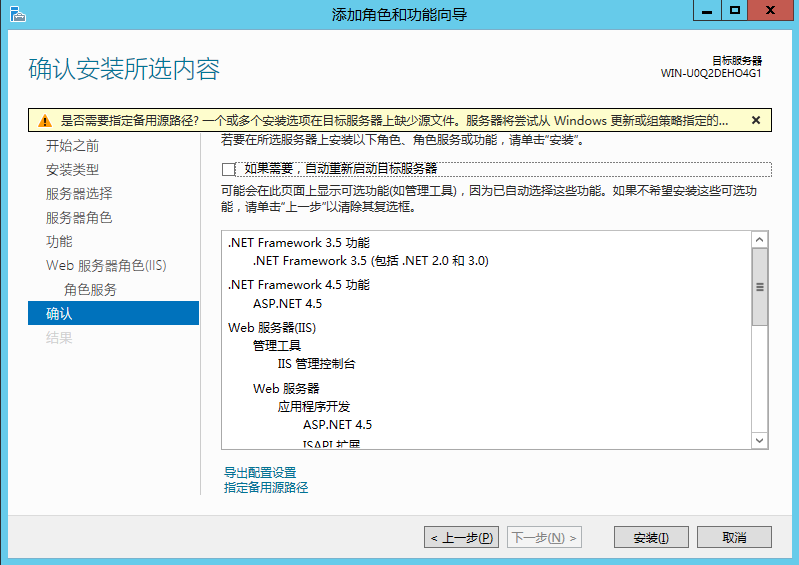 添加角色和功能向导
确认安装所选内容
目标服务器
WIN-U0Q2DEHO4G1
是否需要指定备用源路径? 一个或多个安装选项在目标服务器上缺少源文件。服务器将尝试从 Windows 更新或组策略指定的...
开始之前
安装类型
服务器选择
服务器角色
功能
Web 服务器角色(IIS)
角色服务
确认
结果
若要在所选服务器上安装以下角色、角色服务或功能，请单击“安装”。
如果需要，自动重新启动目标服务器
可能会在此页面上显示可选功能(如管理工具)，因为已自动选择这些功能。如果不希望安装这些可选功
能，请单击“上一步”以清除其复选框。
.NET Framework 3.5 功能
.NET Framework 3.5 (包括 .NET 2.0 和 3.0)
.NET Framework 4.5 功能
ASP.NET 4.5
Web 服务器(IIS)
管理工具
IIS 管理控制台
Web 服务器
应用程序开发
ASP.NET 4.5
ISAPI 扩展
导出配置设置
指定备用源路径
< 上一步(P)
下一步(N) >
安装(I)
取消